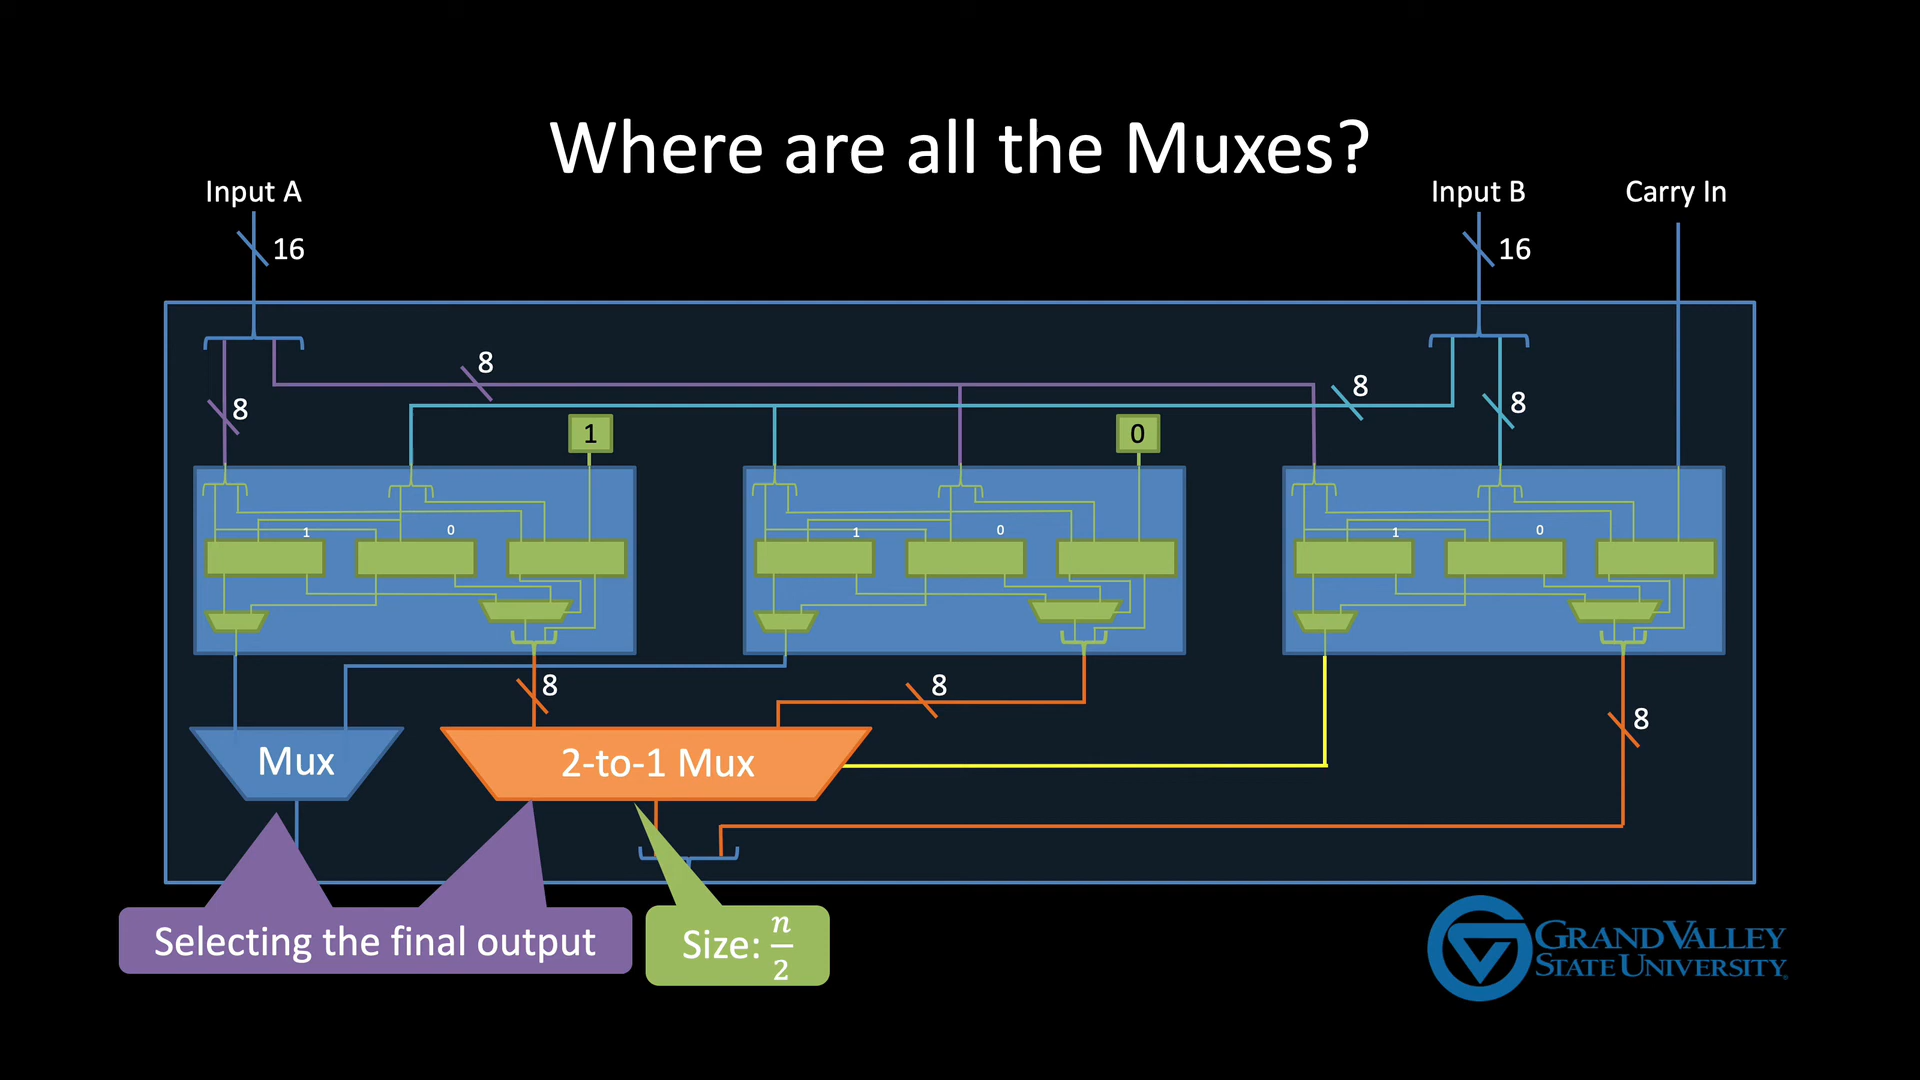 Where are all the Muxes?
Input A
Input B
Carry In
16
16
8
8
8
8
1
0
1
0
1
0
1
0
8
8
8
Mux
2-to-1 Mux
Selecting the final output
Size: n/2
GRAND VALLEY
STATE UNIVERSITY